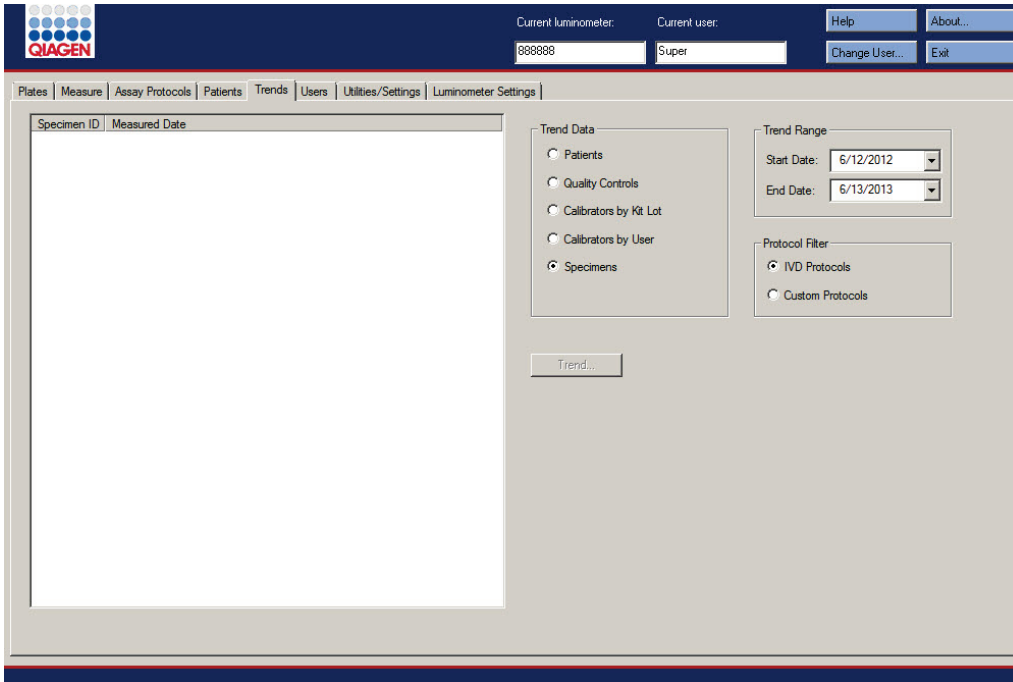 QIAGEN
Current luminometer: Current user:
888888 Super
Help About...
Change User... Exit
Plates Measure Assay Protocols Patients Trends Users Utilities/Settings Luminometer Settings
Specimen ID Measured Date
Trend Data
Patients
Quality Controls
Calibrators by Kit Lot
Calibrators by User
Specimens
Trend Range
Start Date: 6/12/2012
End Date: 6/13/2013
Protocol Filter
IVD Protocols
Custom Protocols
Trend...